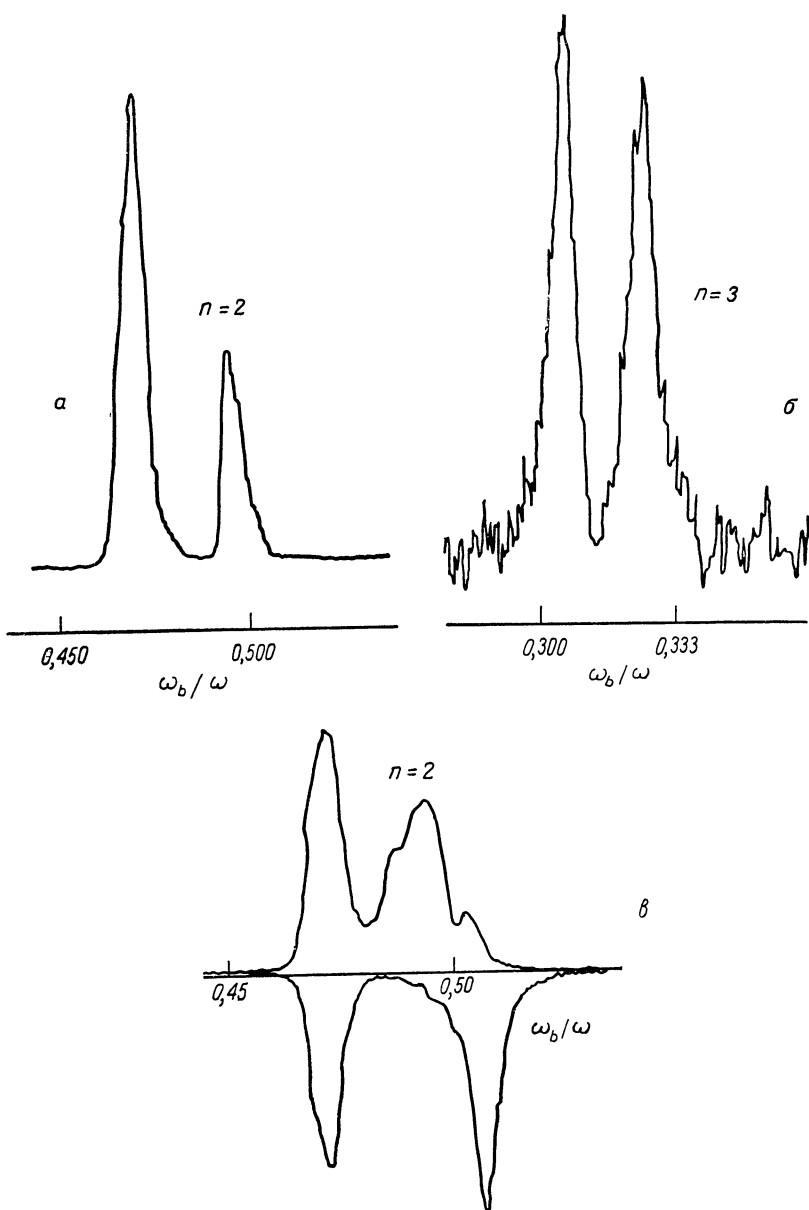 n = 2
n = 3
а
б
0,450
0,500
0,300
0,333
ω_b / ω
ω_b / ω
n = 2
в
0,45
0,50
ω_b / ω